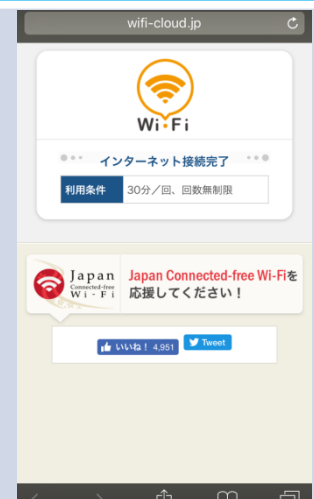 wifi-cloud.jp
Wi-Fi
インターネット接続完了
利用条件 30分／回、回数無制限
Japan
Connected-free
Wi-Fi
Japan Connected-free Wi-Fiを
応援してください！
いいね！ 4,951 Tweet